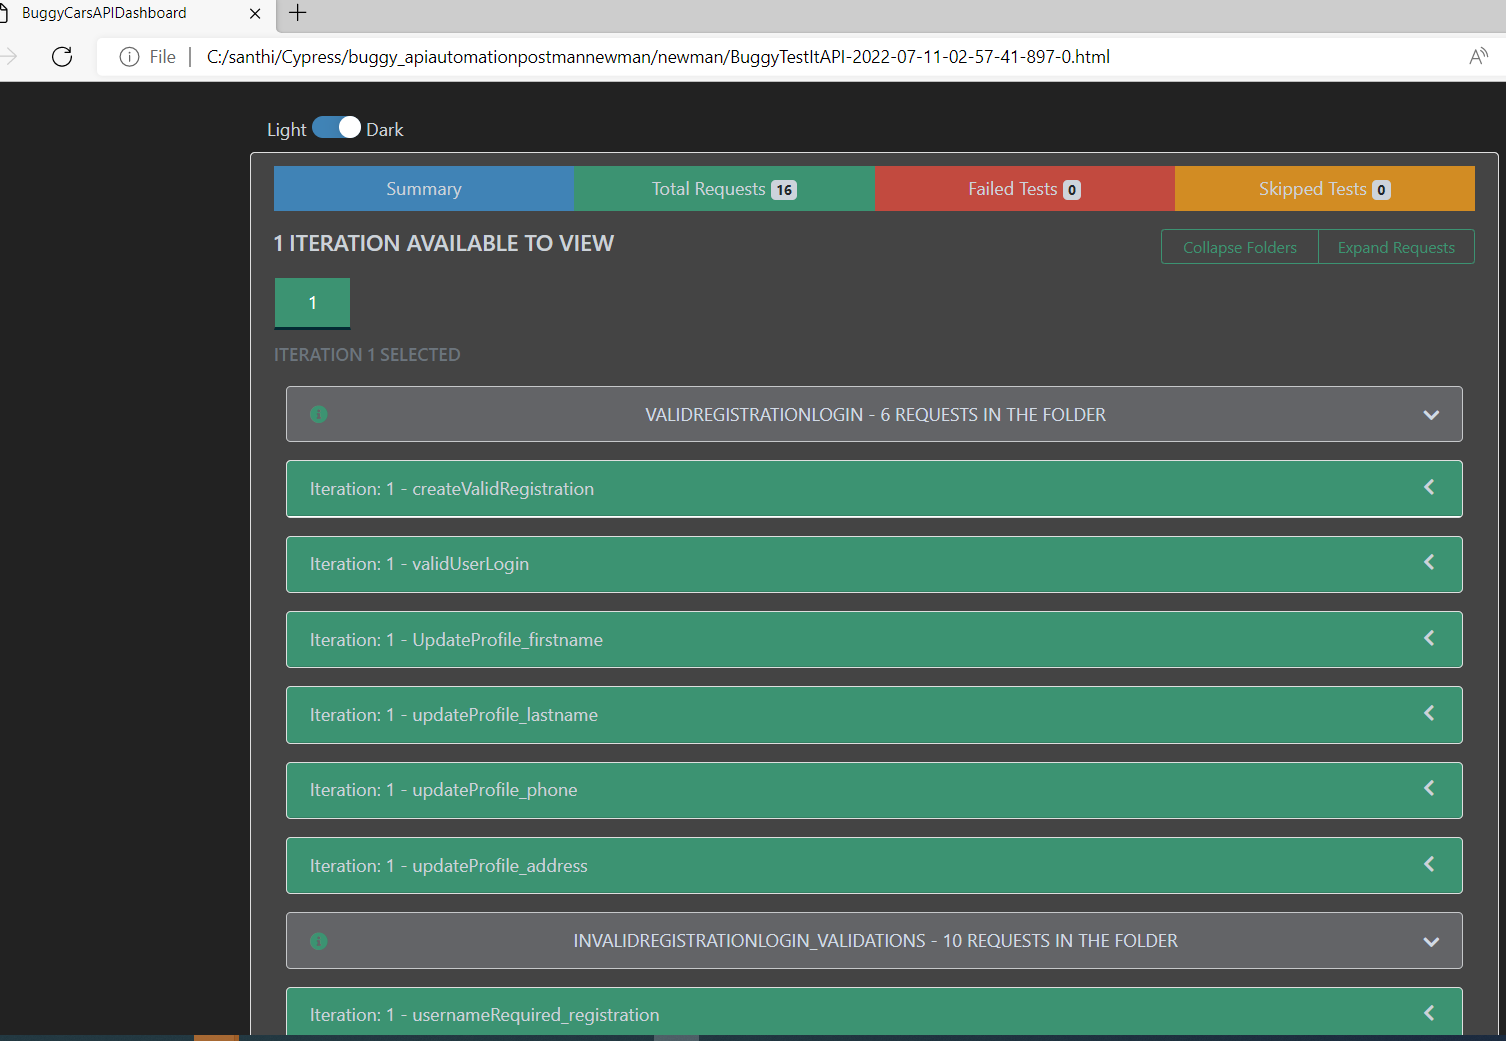 BuggyCarsAPIDashboard
File
C:/santhi/Cypress/buggy_apiautomationpostmannewman/newman/BuggyTestItAPI-2022-07-11-02-57-41-897-0.html
Light Dark
Summary
Total Requests 16
Failed Tests 0
Skipped Tests 0
1 ITERATION AVAILABLE TO VIEW
Collapse Folders
Expand Requests
1
ITERATION 1 SELECTED
VALIDREGISTRATIONLOGIN - 6 REQUESTS IN THE FOLDER
Iteration: 1 - createValidRegistration
Iteration: 1 - validUserLogin
Iteration: 1 - UpdateProfile_firstname
Iteration: 1 - updateProfile_lastname
Iteration: 1 - updateProfile_phone
Iteration: 1 - updateProfile_address
INVALIDREGISTRATIONLOGIN_VALIDATIONS - 10 REQUESTS IN THE FOLDER
Iteration: 1 - usernameRequired_registration